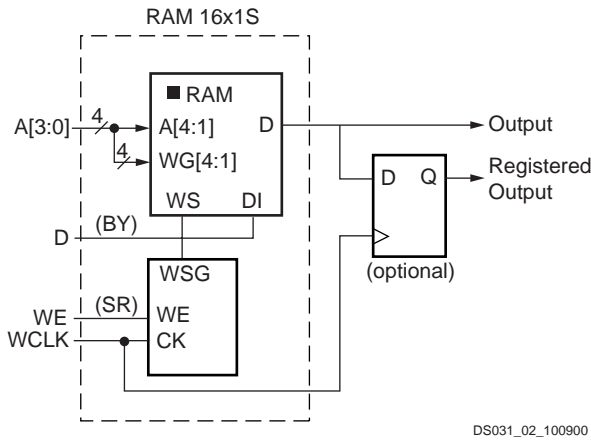 RAM 16x1S
RAM
A[3:0]
4
A[4:1]
D
Output
4
WG[4:1]
D
Q
Registered
Output
WS
DI
D
(BY)
(optional)
WSG
WE
(SR)
WE
WCLK
CK
DS031_02_100900